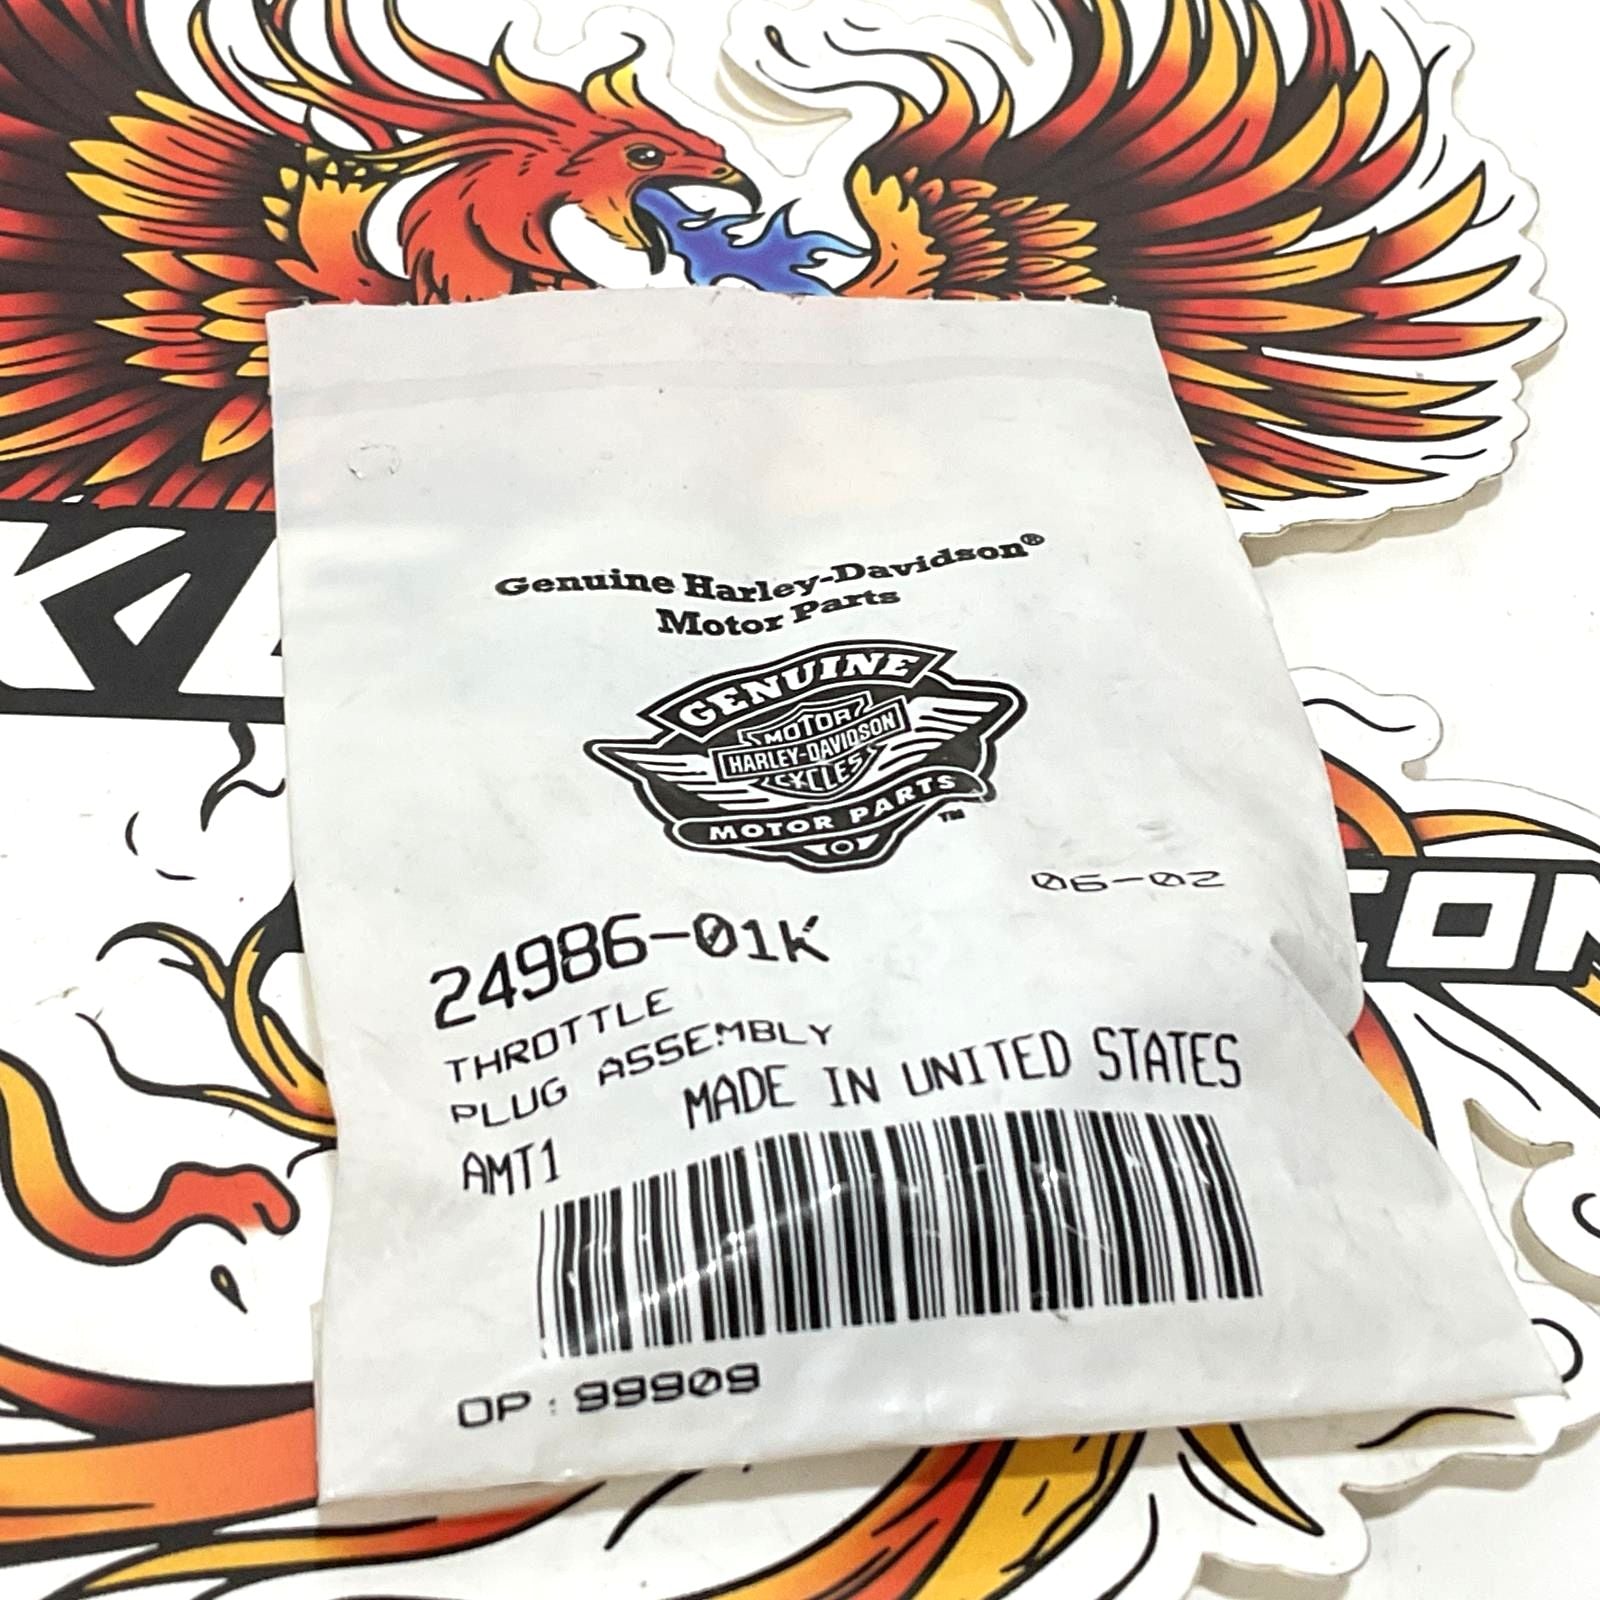 Genuine Harley-Davidson®
Motor Parts
GENUINE
MOTOR
HARLEY-DAVIDSON
CYCLES
MOTOR PARTS
TM
06-02
24986-01K
THROTTLE
PLUG ASSEMBLY
MADE IN UNITED STATES
AMT1
OP: 99909